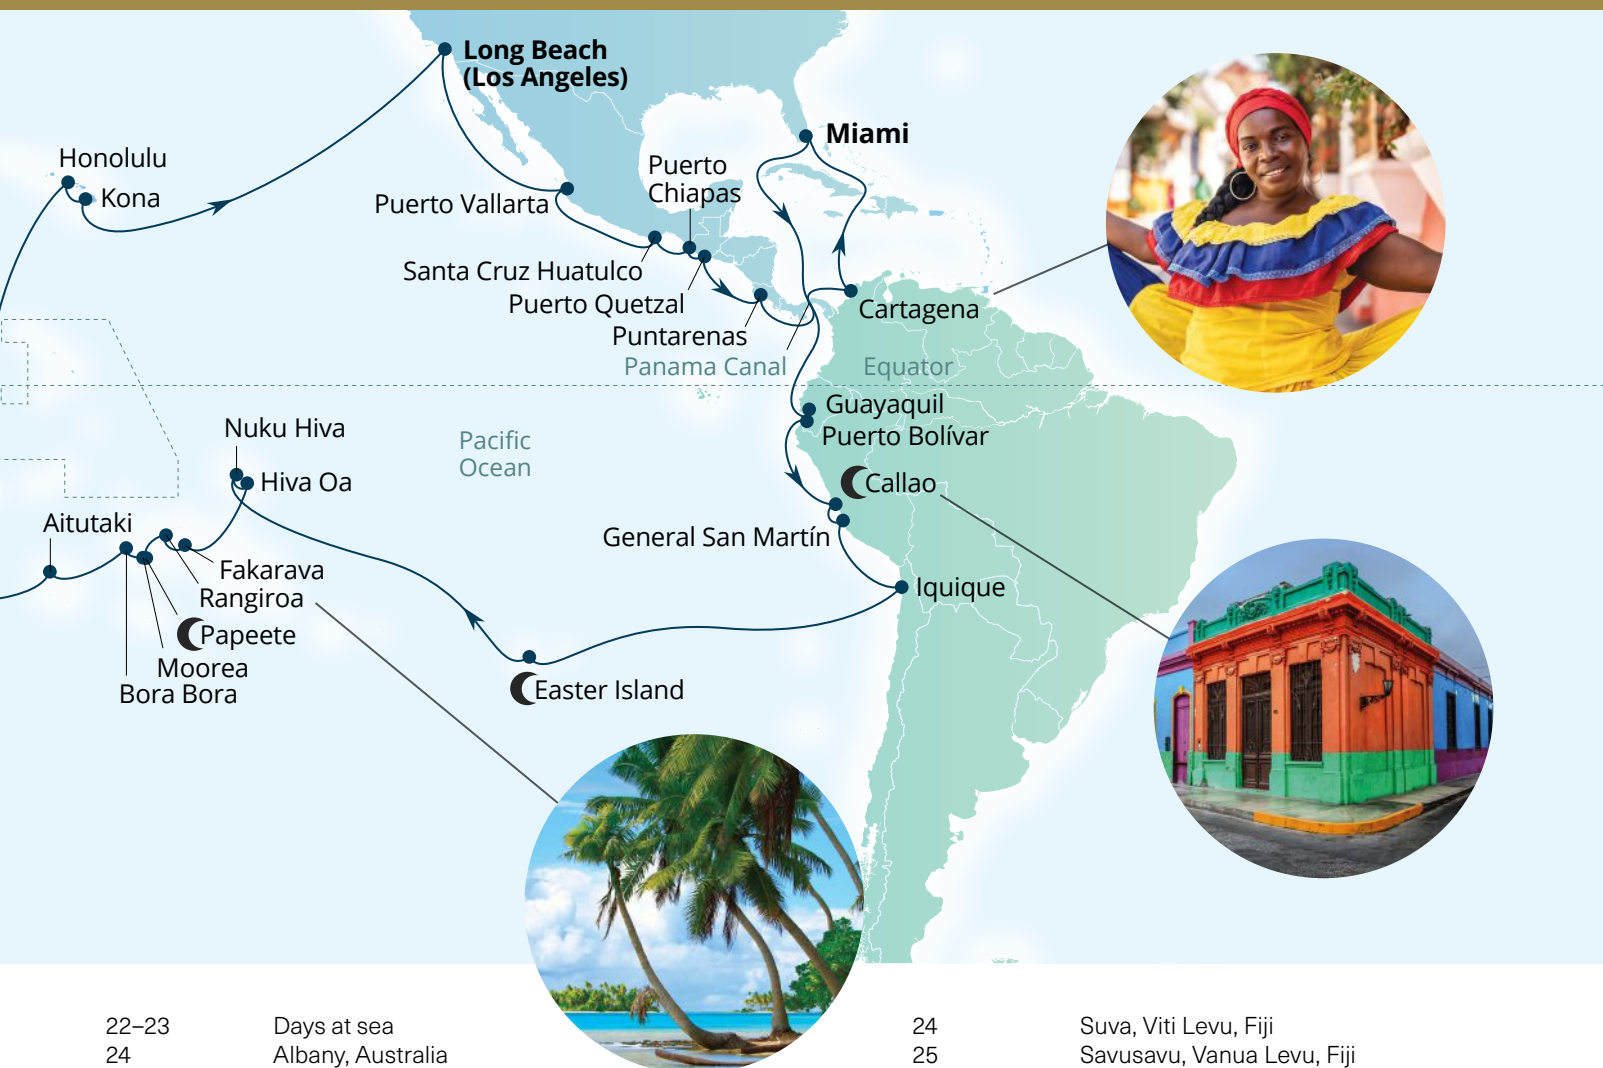 Long Beach
(Los Angeles)
Miami
Honolulu
Kona
Puerto
Chiapas
Puerto Vallarta
Santa Cruz Huatulco
Puerto Quetzal
Puntarenas
Cartagena
Panama Canal
Equator
Guayaquil
Puerto Bolívar
Nuku Hiva
Pacific
Ocean
Hiva Oa
Callao
Aitutaki
General San Martín
Fakarava
Rangiroa
Iquique
Papeete
Moorea
Bora Bora
Easter Island
22–23 Days at sea
24 Albany, Australia
24 Suva, Viti Levu, Fiji
25 Savusavu, Vanua Levu, Fiji